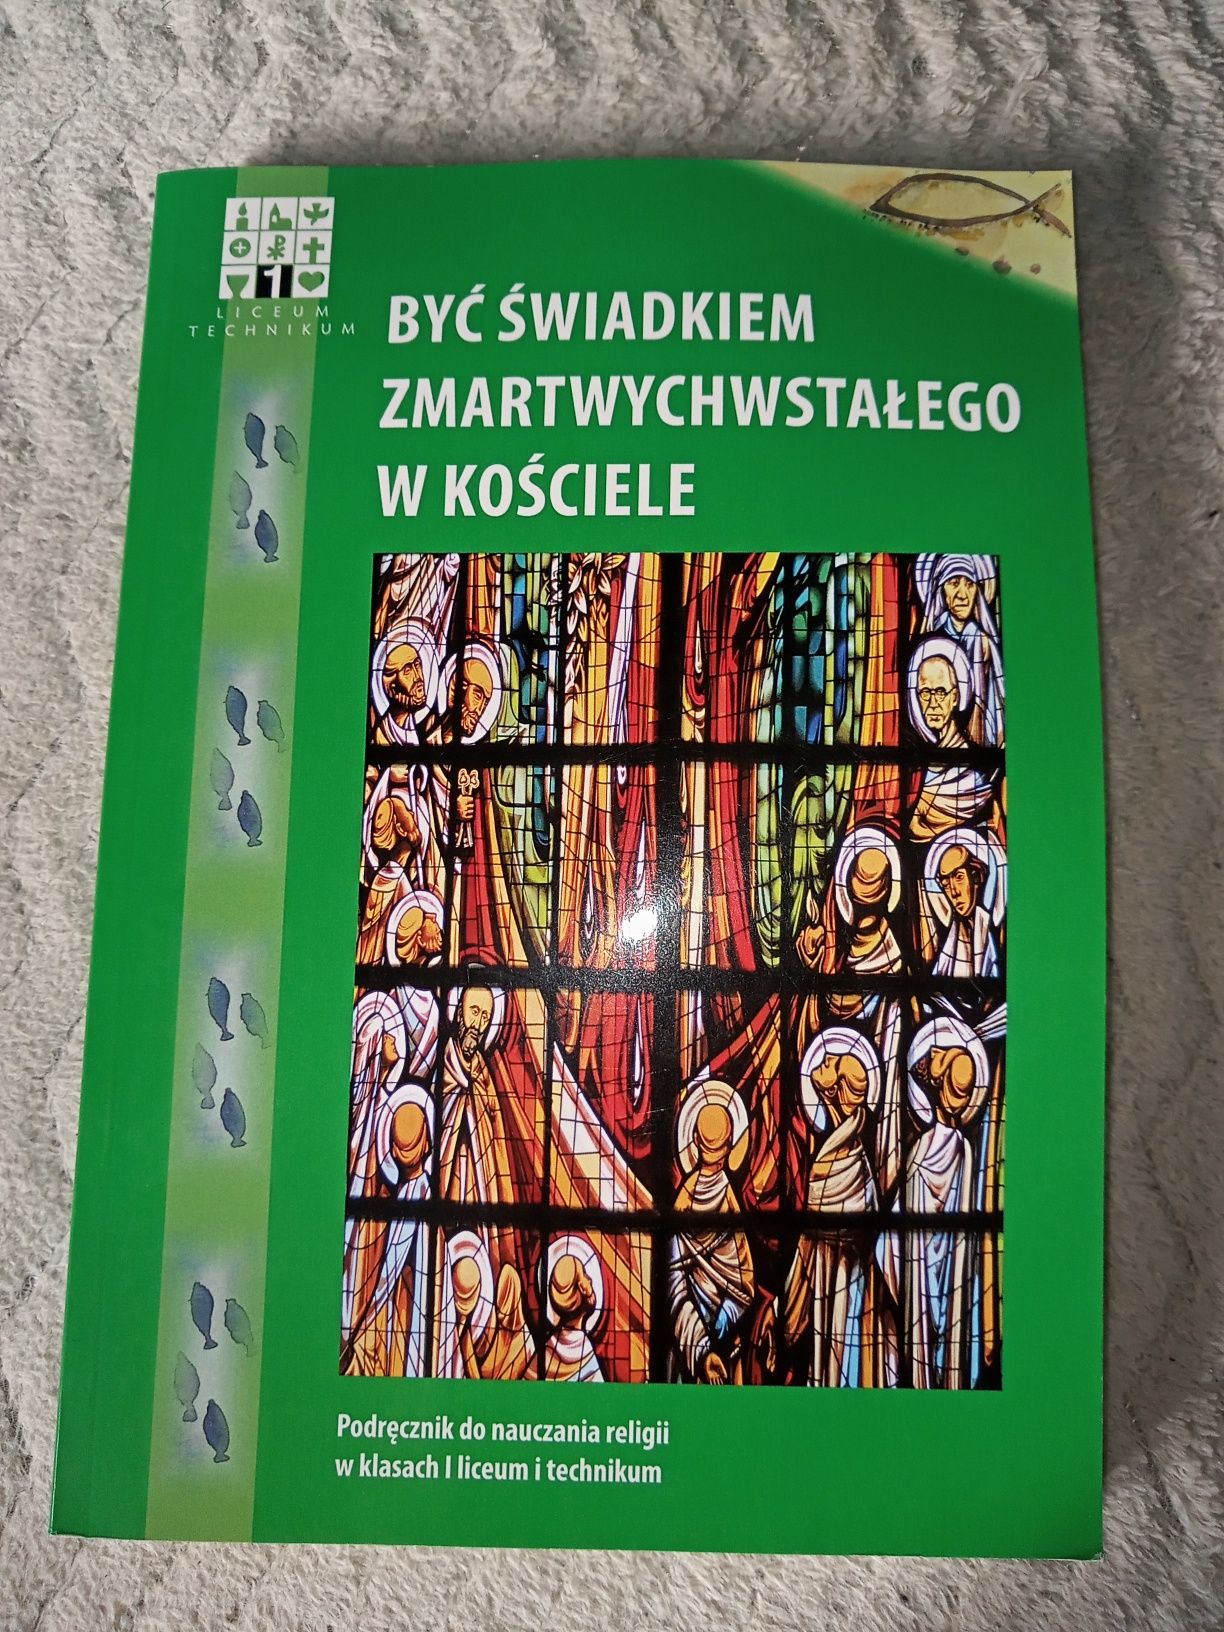 1
LICEUM
TECHNIKUM
BYĆ ŚWIADKIEM
ZMARTWYCHWSTAŁEGO
W KOŚCIELE
Podręcznik do nauczania religii
w klasach I liceum i technikum